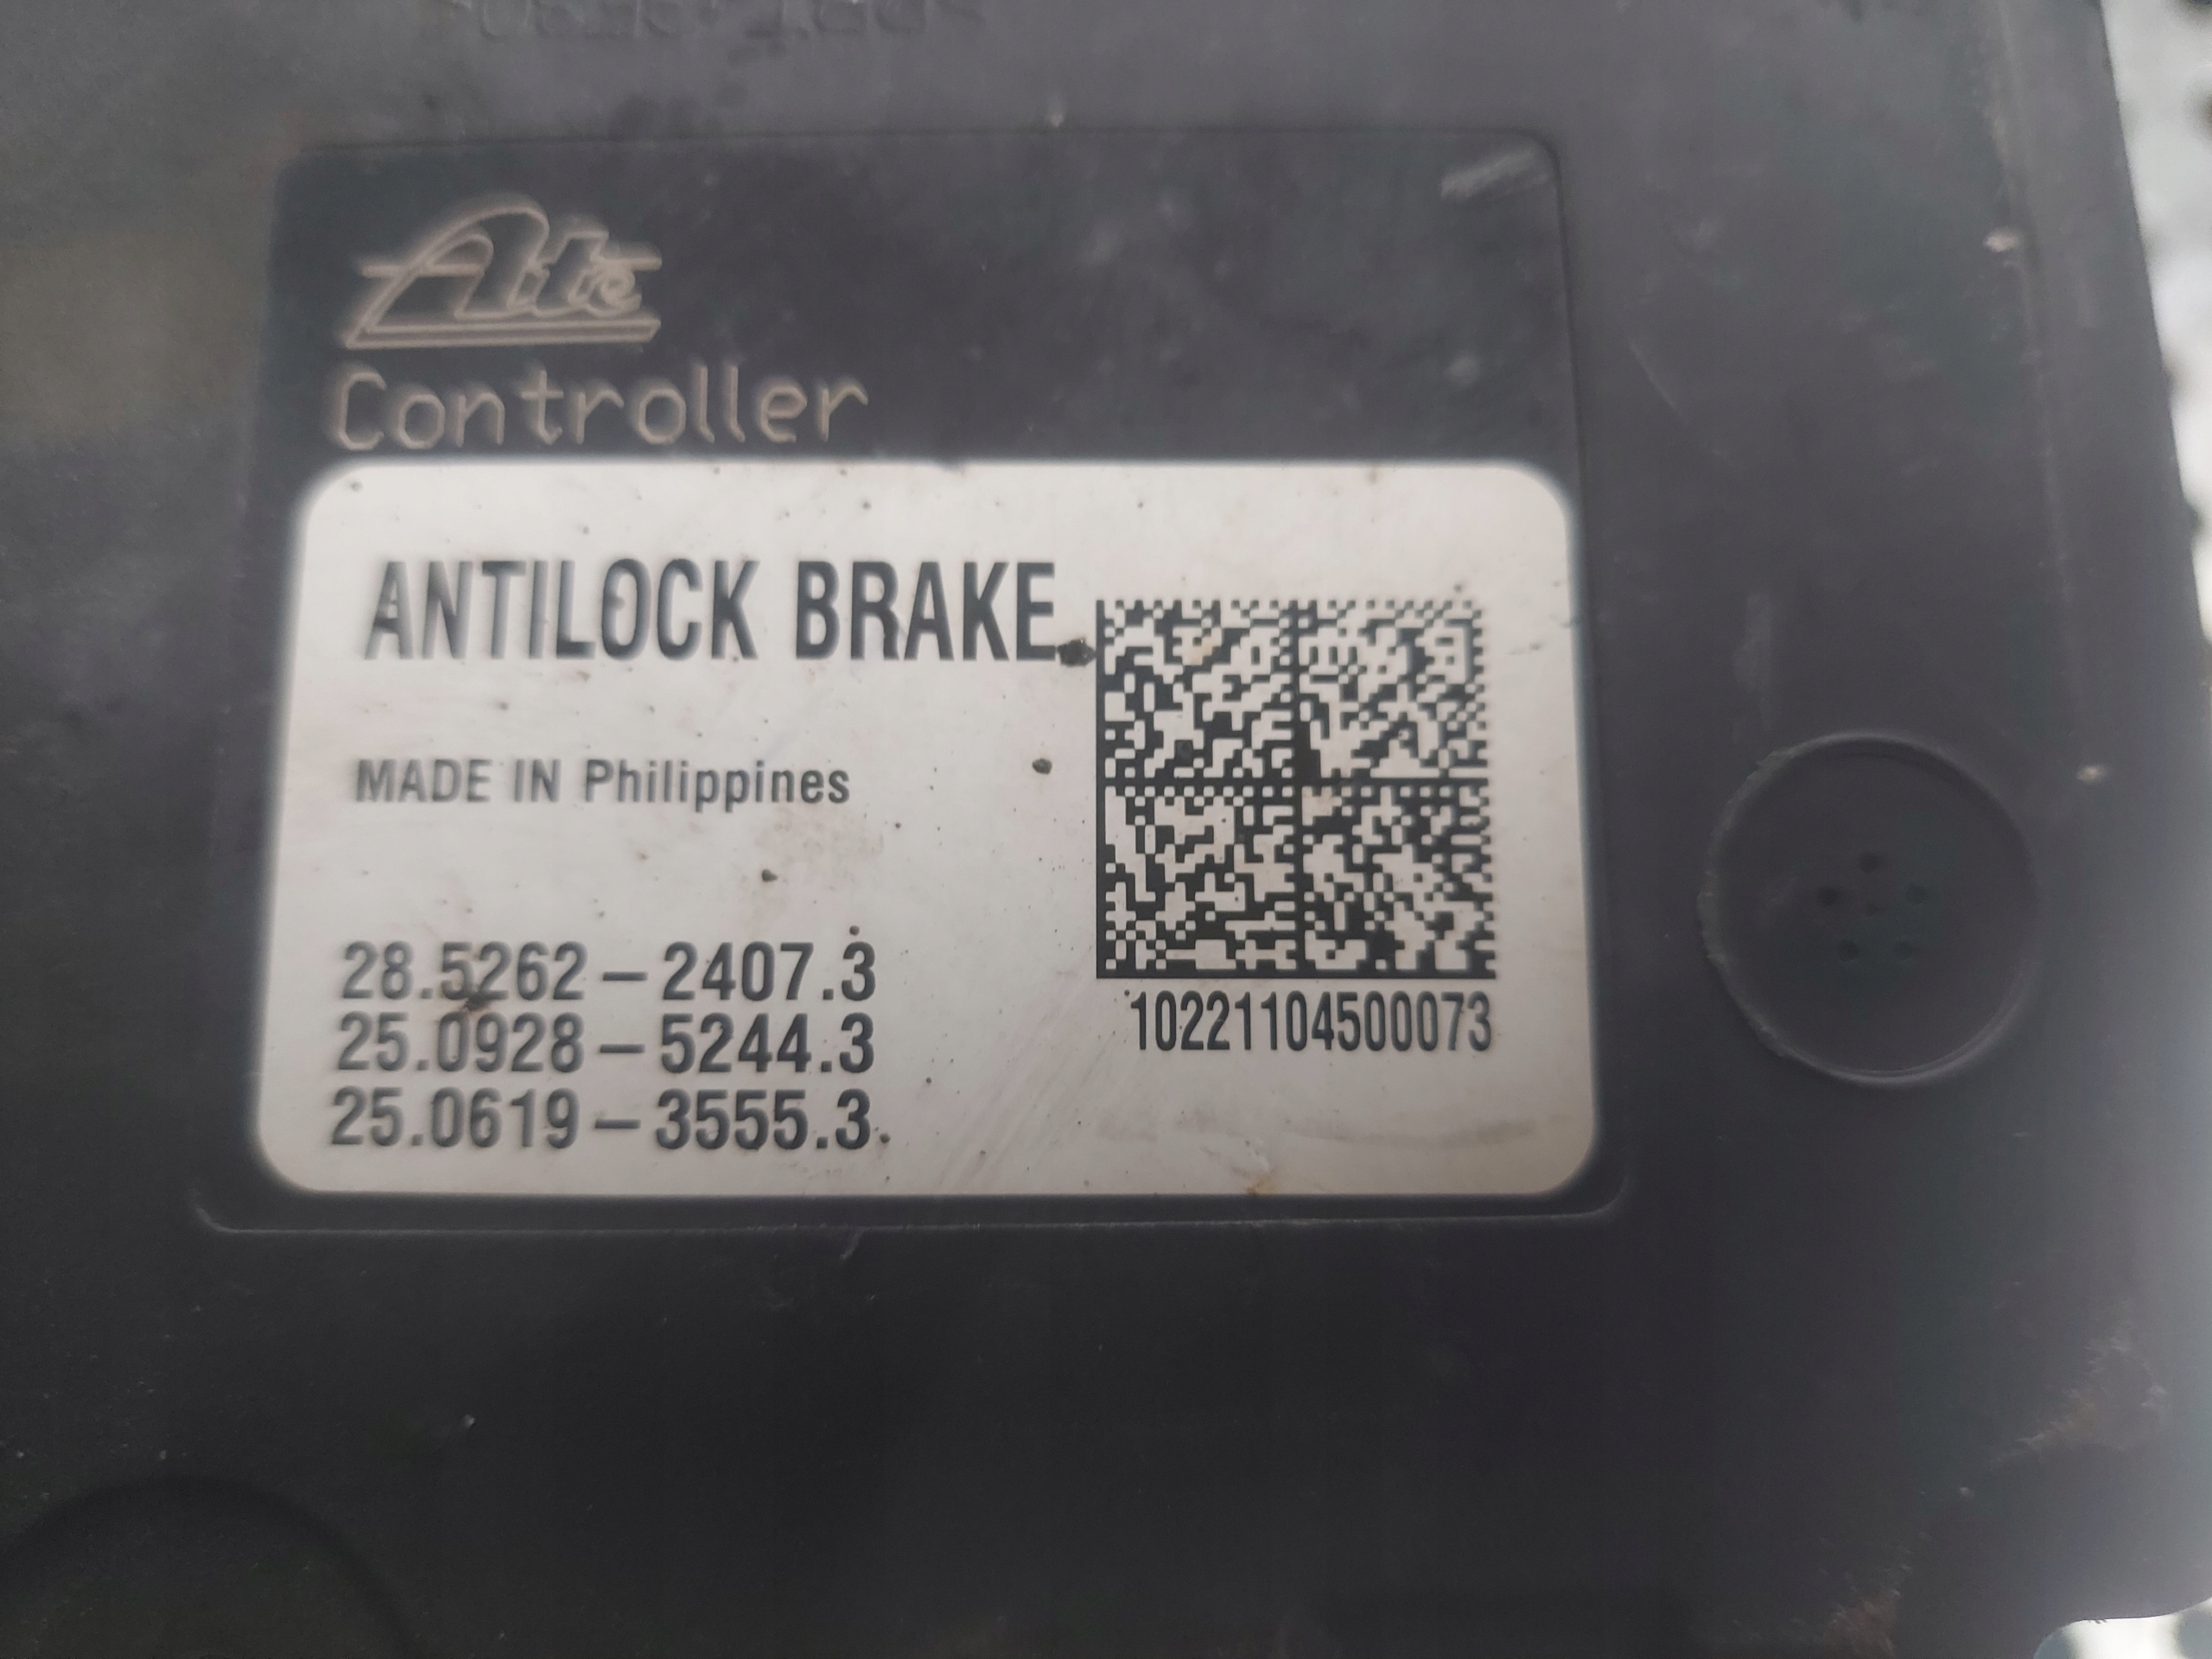 Ate
Controller
ANTILOCK BRAKE
MADE IN Philippines
28.5262-2407.3
25.0928-5244.3
25.0619-3555.3
10221104500073